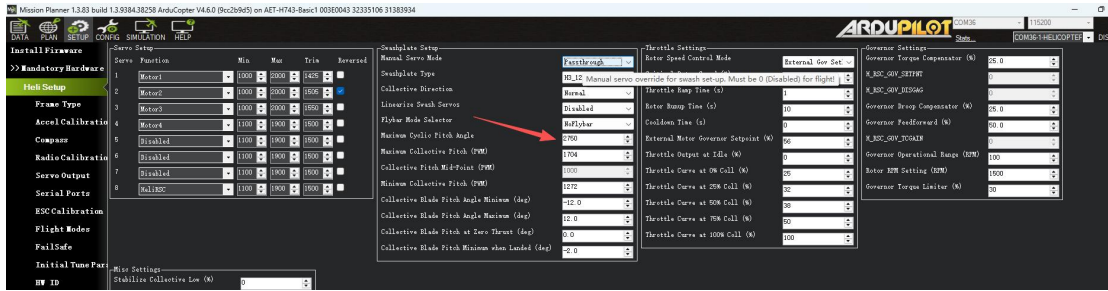 Mission Planner 1.3.83 build 1.3.9384.38258 ArduCopter V4.6.0 (9cc2b9d5) on AET-H743-Basic1 003E0043 32335106 31383934
DATA PLAN SETUP CONFIG SIMULATION HELP
ARDUPILOT COM36 115200
Stats... COM36-1-HELICOPTER DIS
Install Firmware
>> Mandatory Hardware
Heli Setup
Frame Type
Accel Calibratio
Compass
Radio Calibratio
Servo Output
Serial Ports
ESC Calibration
Flight Modes
FailSafe
Initial Tune Par
HW ID
Servo Setup
Servo Function Min Max Trim Reversed
1 Motor1 1000 2000 1425
2 Motor2 1000 2000 1505
3 Motor3 1000 2000 1550
4 Motor4 1100 1900 1500
5 Disabled 1100 1900 1500
6 Disabled 1100 1900 1500
7 Disabled 1100 1900 1500
8 HeliRSC 1100 1900 1500
Misc Settings
Stabilize Collective Low (%) 0
Swashplate Setup
Manual Servo Mode Passthrough
Swashplate Type H3_12
Manual servo override for swash set-up. Must be 0 (Disabled) for flight!
Collective Direction Normal
Linearize Swash Servos Disabled
Flybar Mode Selector NoFlybar
Maximum Cyclic Pitch Angle 2750
Maximum Collective Pitch (PWM) 1704
Collective Pitch Mid-Point (PWM) 1000
Minimum Collective Pitch (PWM) 1272
Collective Blade Pitch Angle Minimum (deg) -12.0
Collective Blade Pitch Angle Maximum (deg) 12.0
Collective Blade Pitch at Zero Thrust (deg) 0.0
Collective Blade Pitch Minimum when Landed (deg) -2.0
Throttle Settings
Rotor Speed Control Mode External Gov Set
Throttle Ramp Time (s) 1
Rotor Runup Time (s) 10
Cooldown Time (s) 0
External Motor Governor Setpoint (%) 56
Throttle Output at Idle (%) 0
Throttle Curve at 0% Coll (%) 25
Throttle Curve at 25% Coll (%) 32
Throttle Curve at 50% Coll (%) 38
Throttle Curve at 75% Coll (%) 50
Throttle Curve at 100% Coll (%) 100
Governor Settings
Governor Torque Compensator (%) 25.0
H_RSC_GOV_SETPNT 0
H_RSC_GOV_DISGAG 0
Governor Droop Compensator (%) 25.0
Governor Feedforward (%) 50.0
H_RSC_GOV_TCGAIN 0
Governor Operational Range (RPM) 100
Rotor RPM Setting (RPM) 1500
Governor Torque Limiter (%) 30